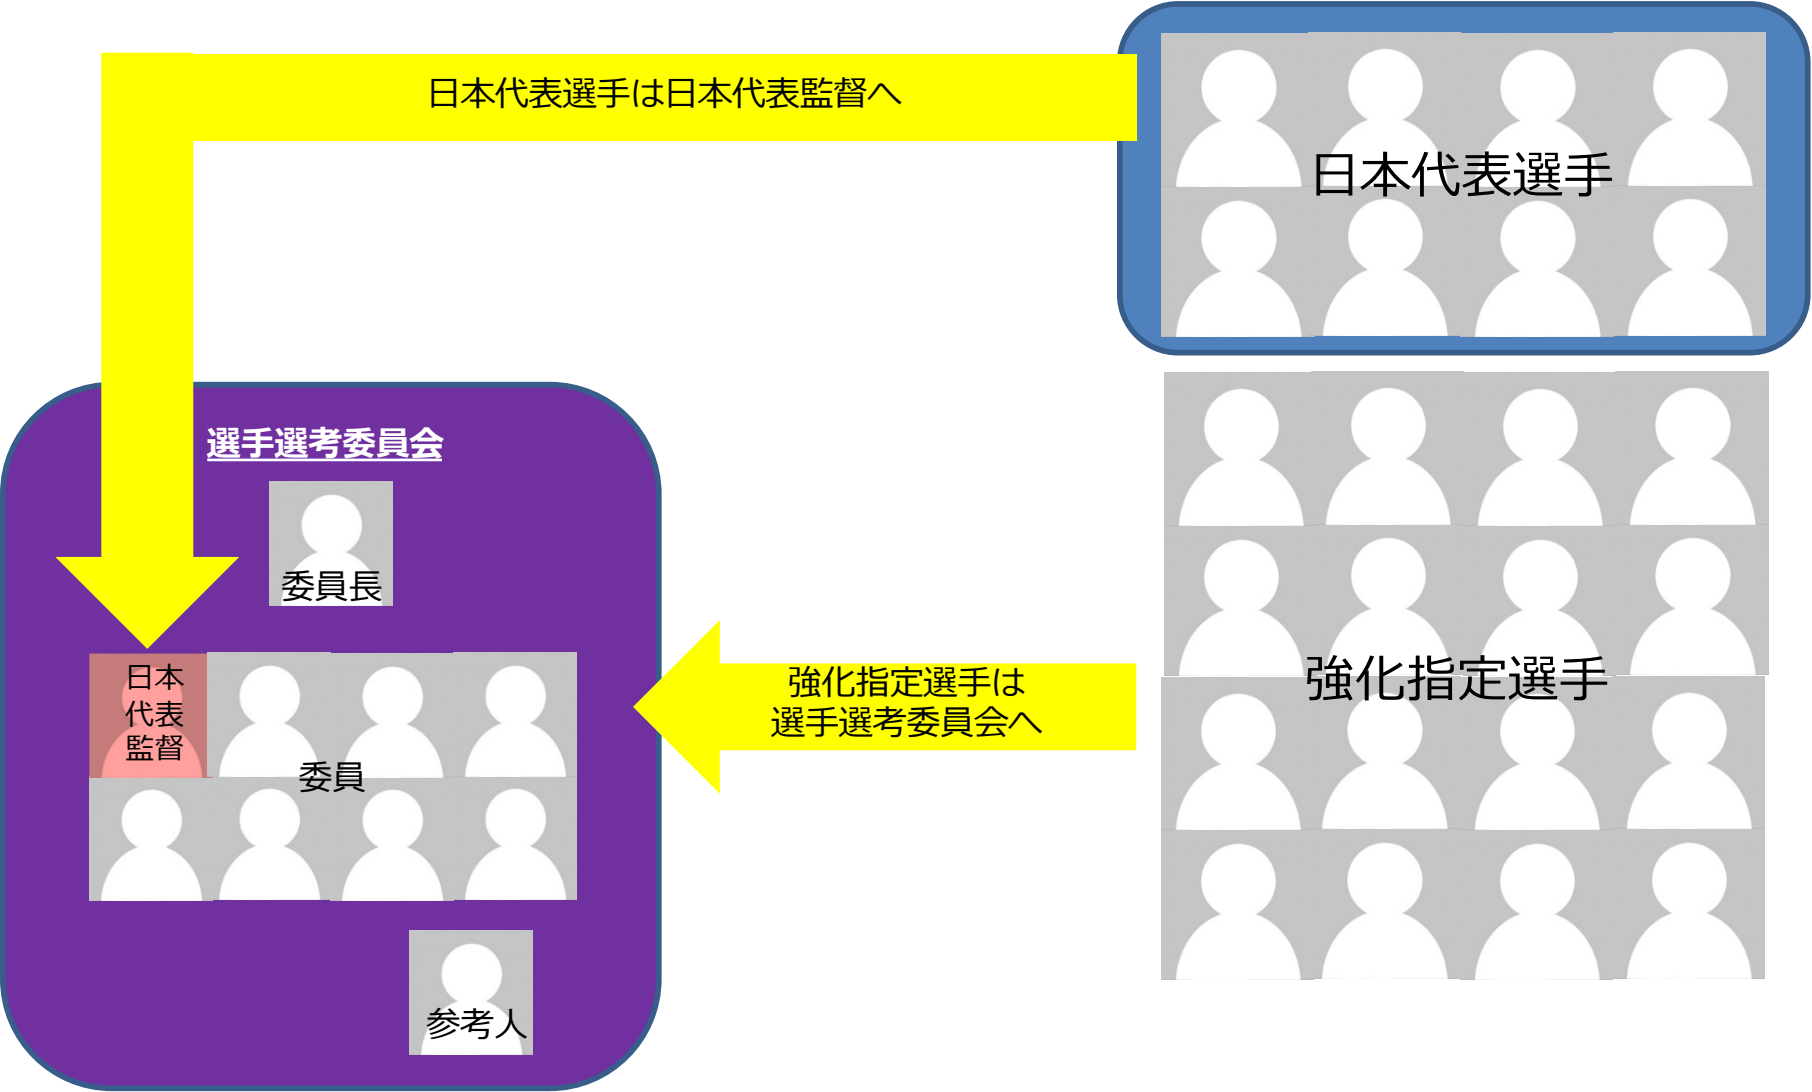 日本代表選手は日本代表監督へ
日本代表選手
選手選考委員会
委員長
日本
代表
監督
委員
参考人
強化指定選手は
選手選考委員会へ
強化指定選手